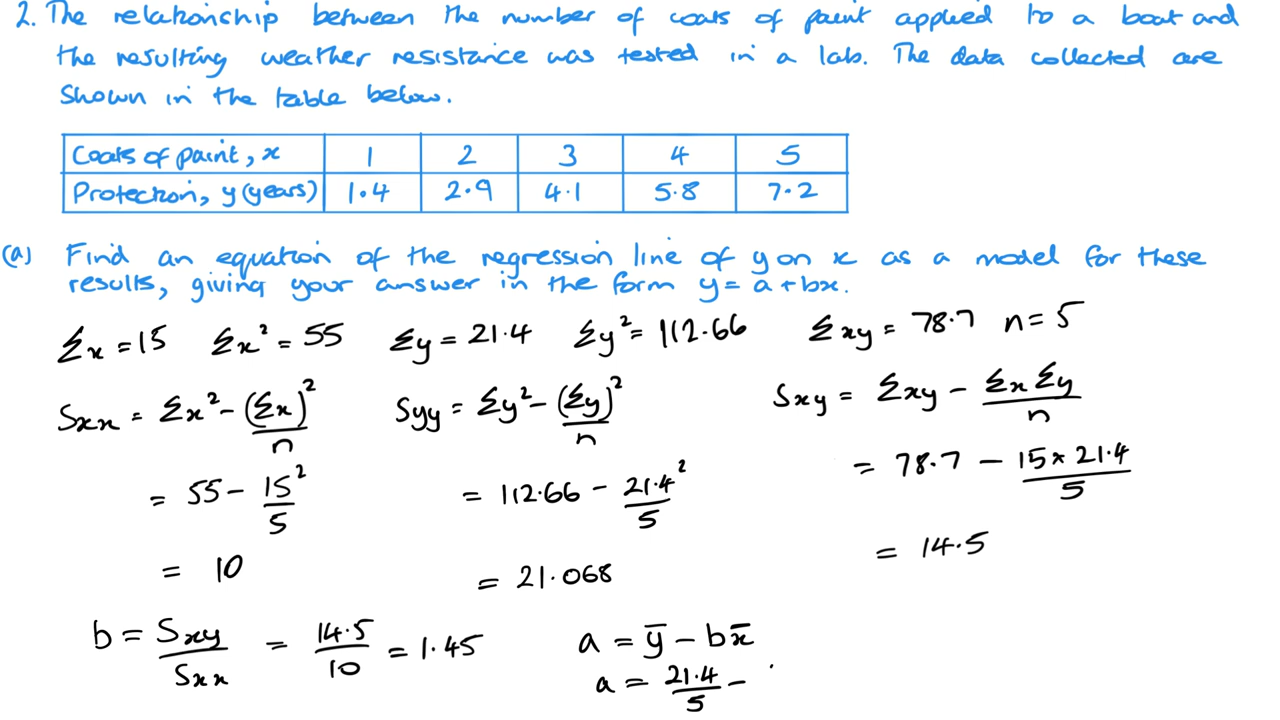 2. The relationship between the number of coats of paint applied to a boat and
the resulting weather resistance was tested in a lab. The data collected are
shown in the table below.
Coats of paint, x 1 2 3 4 5
Protection, y (years) 1.4 2.9 4.1 5.8 7.2
(a) Find an equation of the regression line of y on x as a model for these
results, giving your answer in the form y = a + bx.
Σx = 15 Σx² = 55 Σy = 21.4 Σy² = 112.66 Σxy = 78.7 n = 5
Sxx = Σx² - (Σx)²/n Syy = Σy² - (Σy)²/n Sxy = Σxy - ΣxΣy/n
= 55 - 15²/5 = 112.66 - 21.4²/5 = 78.7 - 15×21.4/5
= 10 = 21.068 = 14.5
b = Sxy/Sxx = 14.5/10 = 1.45 a = ȳ - bx̄
a = 21.4/5 -